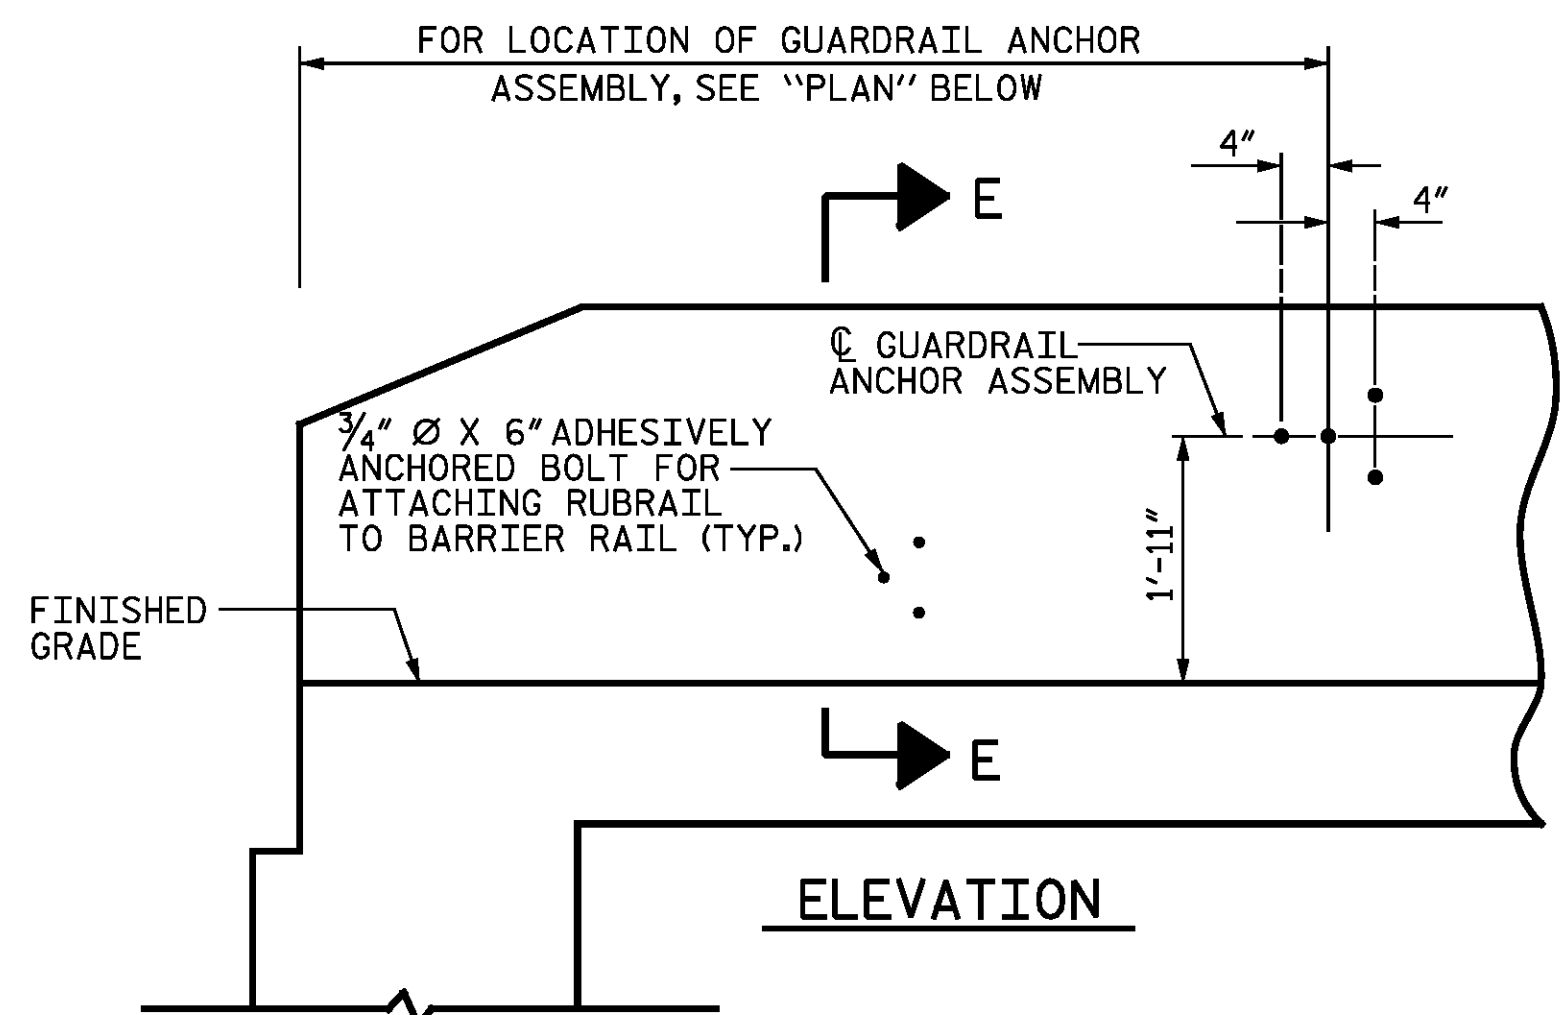 FOR LOCATION OF GUARDRAIL ANCHOR
ASSEMBLY, SEE "PLAN" BELOW
4"
E
4"
℄ GUARDRAIL
ANCHOR ASSEMBLY
3/4" Ø X 6" ADHESIVELY
ANCHORED BOLT FOR
ATTACHING RUBRAIL
TO BARRIER RAIL (TYP.)
1'-11"
FINISHED
GRADE
E
ELEVATION